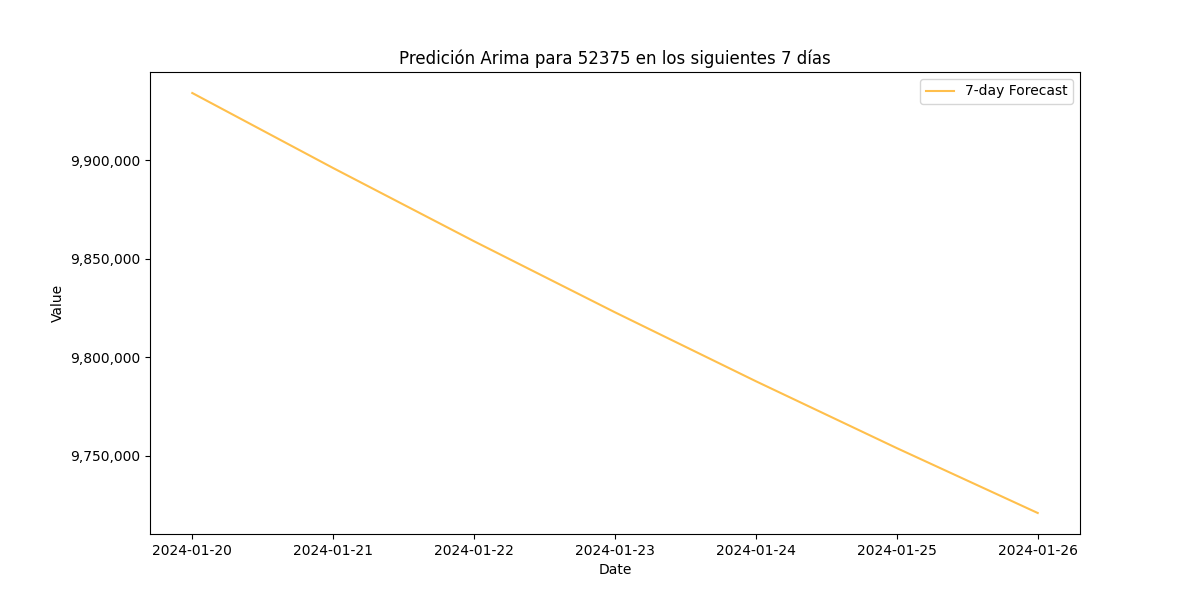 Predición Arima para 52375 en los siguientes 7 días
7-day Forecast
9,900,000
9,850,000
9,800,000
9,750,000
Value
2024-01-20 2024-01-21 2024-01-22 2024-01-23 2024-01-24 2024-01-25 2024-01-26
Date